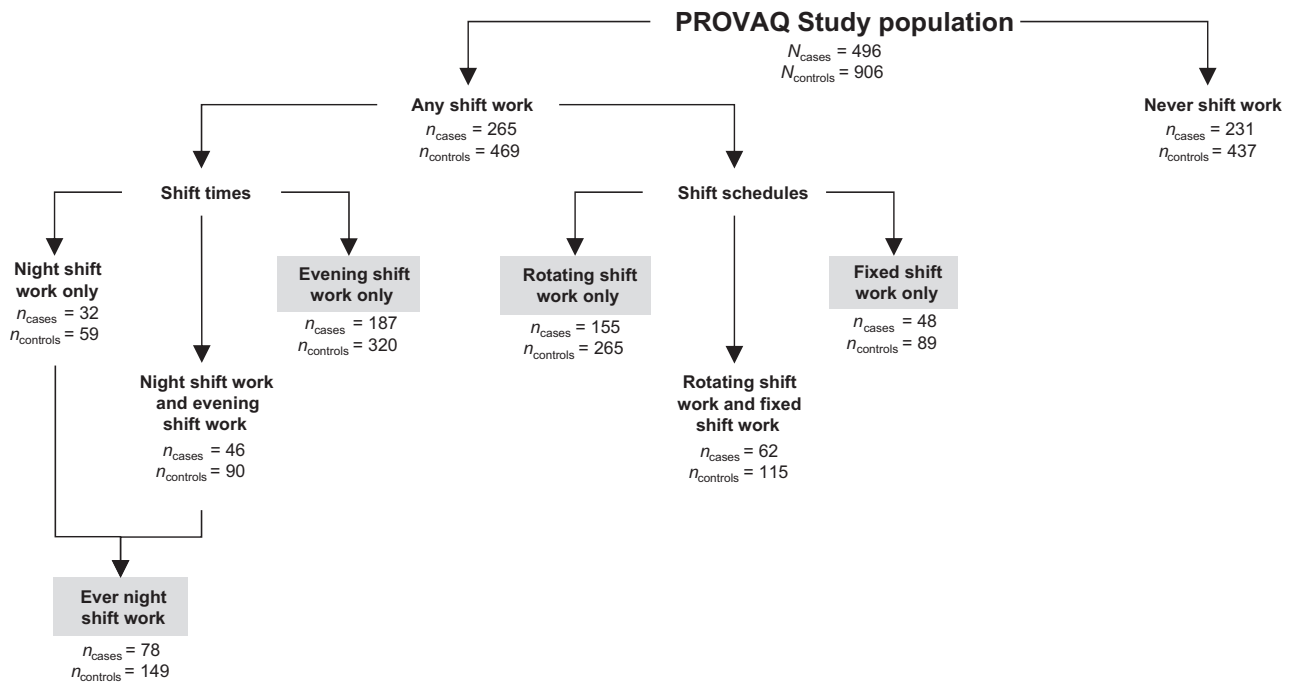 PROVAQ Study population
Ncases = 496
Ncontrols = 906
Any shift work
ncases = 265
ncontrols = 469
Never shift work
ncases = 231
ncontrols = 437
Shift times
Shift schedules
Night shift
work only
ncases = 32
ncontrols = 59
Evening shift
work only
ncases = 187
ncontrols = 320
Rotating shift
work only
ncases = 155
ncontrols = 265
Fixed shift
work only
ncases = 48
ncontrols = 89
Night shift work
and evening
shift work
ncases = 46
ncontrols = 90
Rotating shift
work and fixed
shift work
ncases = 62
ncontrols = 115
Ever night
shift work
ncases = 78
ncontrols = 149